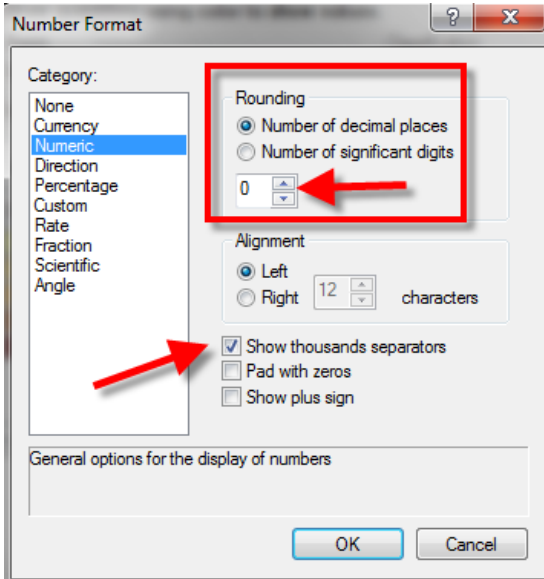 Number Format
?
X
Category:
None
Currency
Numeric
Direction
Percentage
Custom
Rate
Fraction
Scientific
Angle
Rounding
Number of decimal places
Number of significant digits
0
Alignment
Left
Right 12 characters
Show thousands separators
Pad with zeros
Show plus sign
General options for the display of numbers
OK Cancel